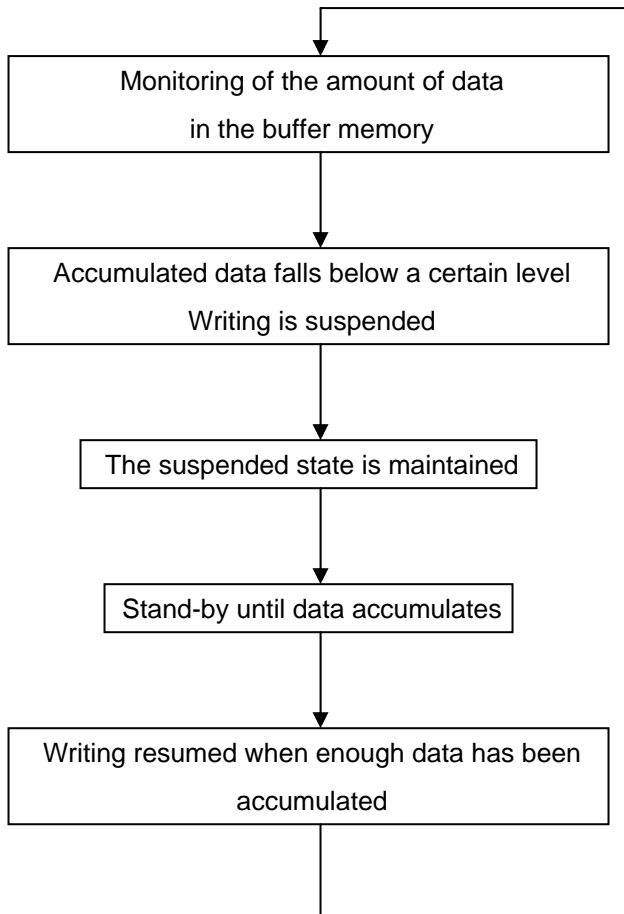 Monitoring of the amount of data
in the buffer memory
Accumulated data falls below a certain level
Writing is suspended
The suspended state is maintained
Stand-by until data accumulates
Writing resumed when enough data has been
accumulated